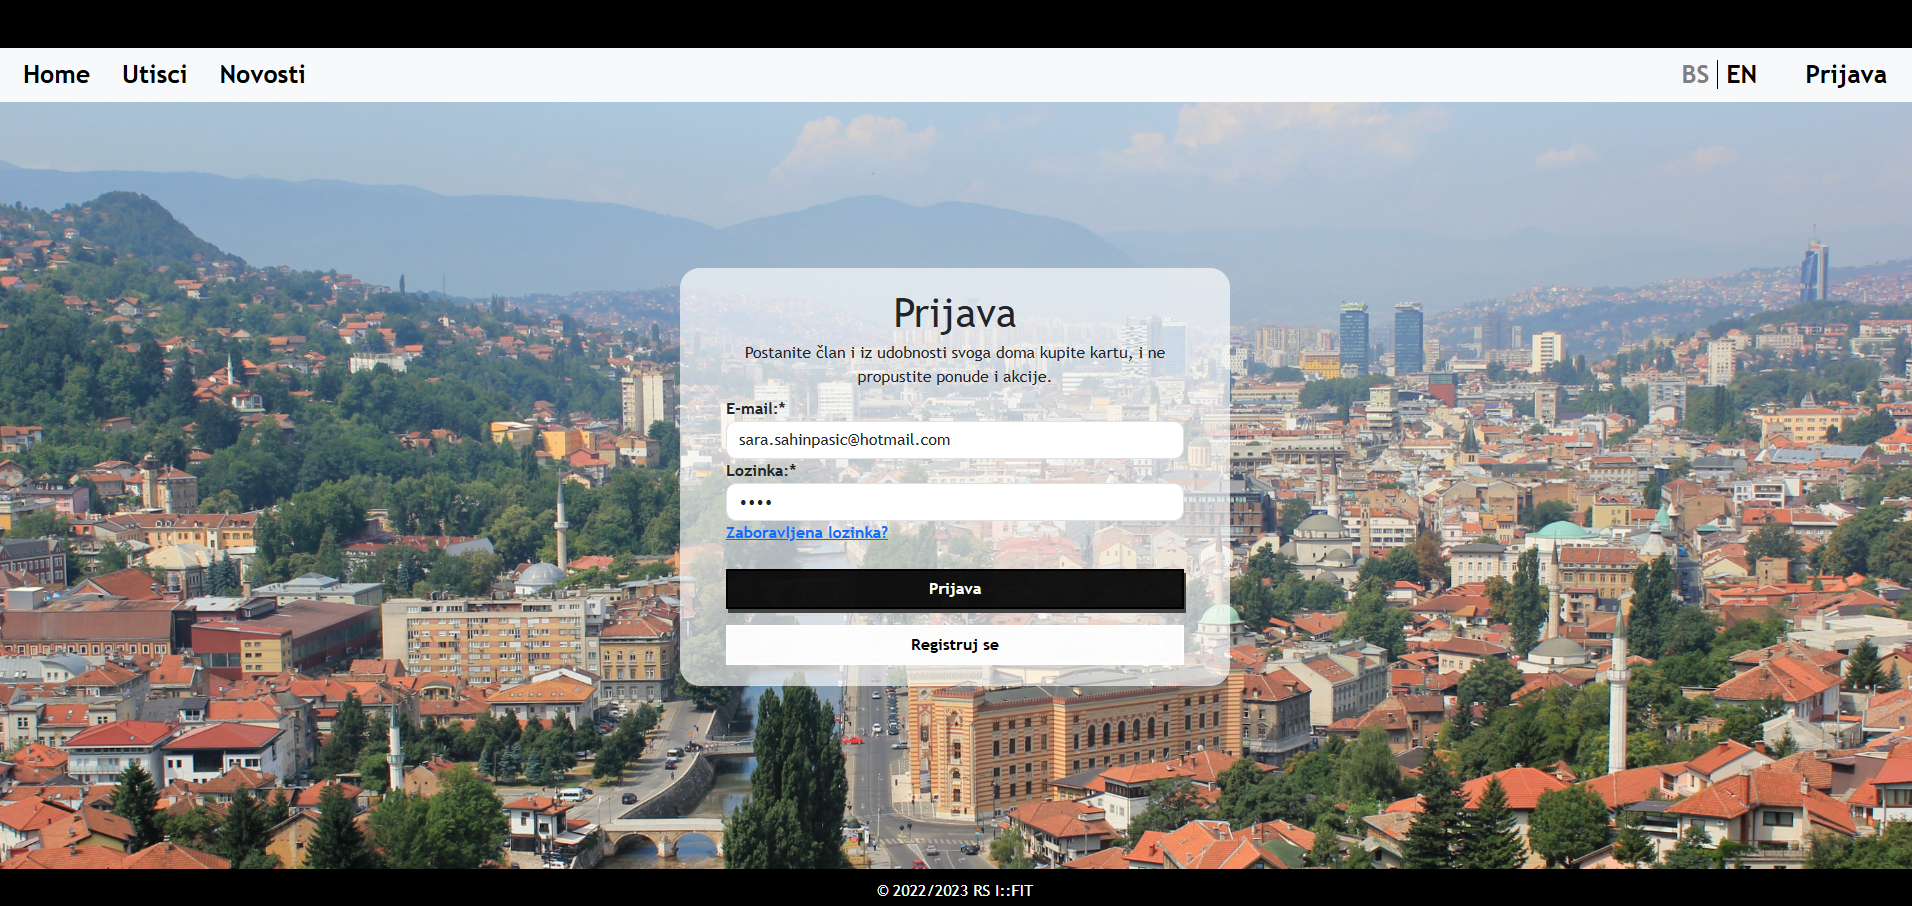 Home Utisci Novosti BS EN Prijava
Prijava
Postanite član i iz udobnosti svoga doma kupite kartu, i ne
propustite ponude i akcije.
E-mail:*
sara.sahinpasic@hotmail.com
Lozinka:*
••••
Zaboravljena lozinka?
Prijava
Registruj se
© 2022/2023 RS I::FIT